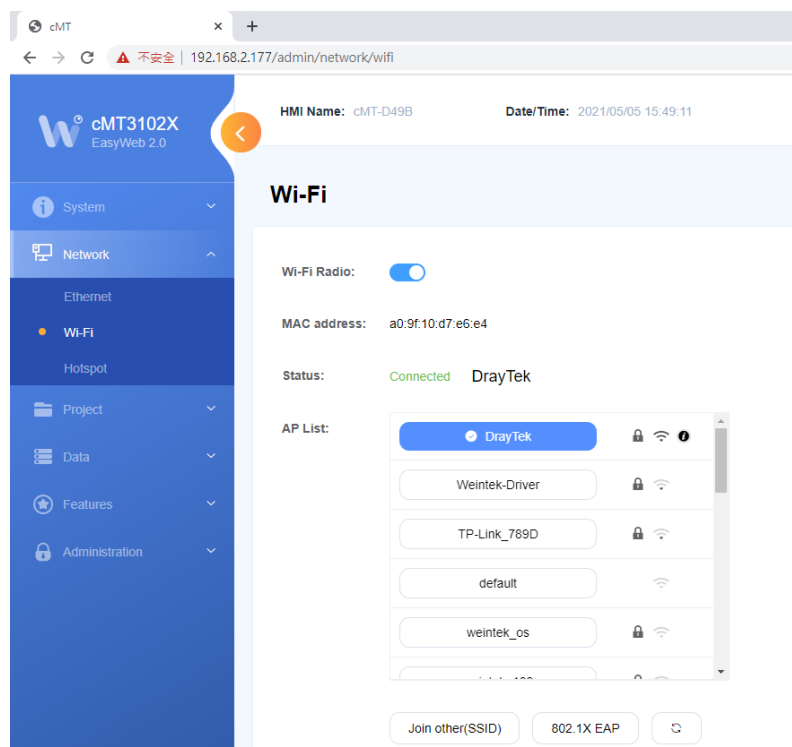 cMT
不安全 | 192.168.2.177/admin/network/wifi
cMT3102X
EasyWeb 2.0
HMI Name: cMT-D49B Date/Time: 2021/05/05 15:49:11
System
Network
Ethernet
Wi-Fi
Hotspot
Project
Data
Features
Administration
Wi-Fi
Wi-Fi Radio:
MAC address: a0:9f:10:d7:e6:e4
Status: Connected DrayTek
AP List:
DrayTek
Weintek-Driver
TP-Link_789D
default
weintek_os
Join other(SSID) 802.1X EAP